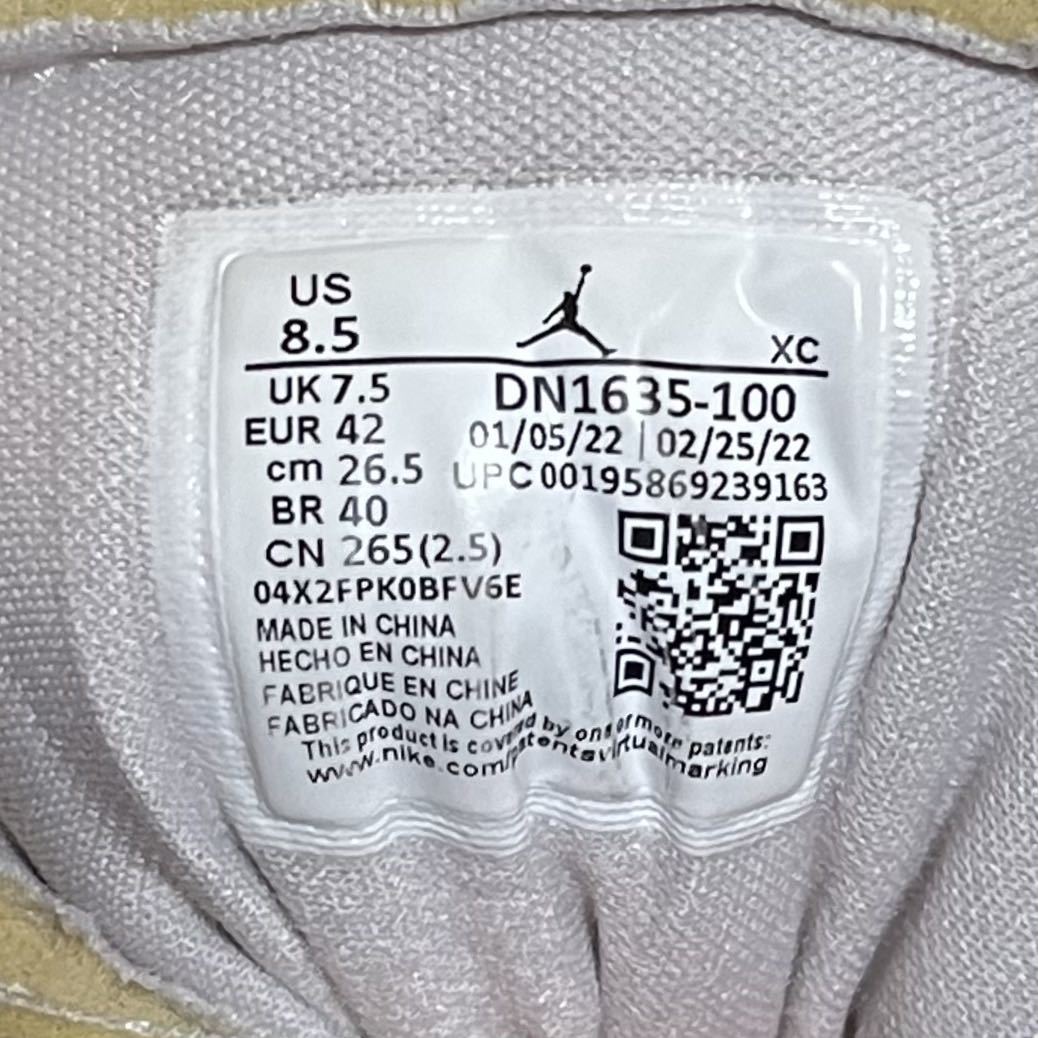 US
8.5
XC
UK 7.5
DN1635-100
EUR 42
01/05/22 | 02/25/22
cm 26.5
UPC 00195869239163
BR 40
CN 265(2.5)
04X2FPK0BFV6E
MADE IN CHINA
HECHO EN CHINA
FABRIQUE EN CHINE
FABRICADO NA CHINA
This product is covered by one or more patents:
www.nike.com/patentsvirtualmarking